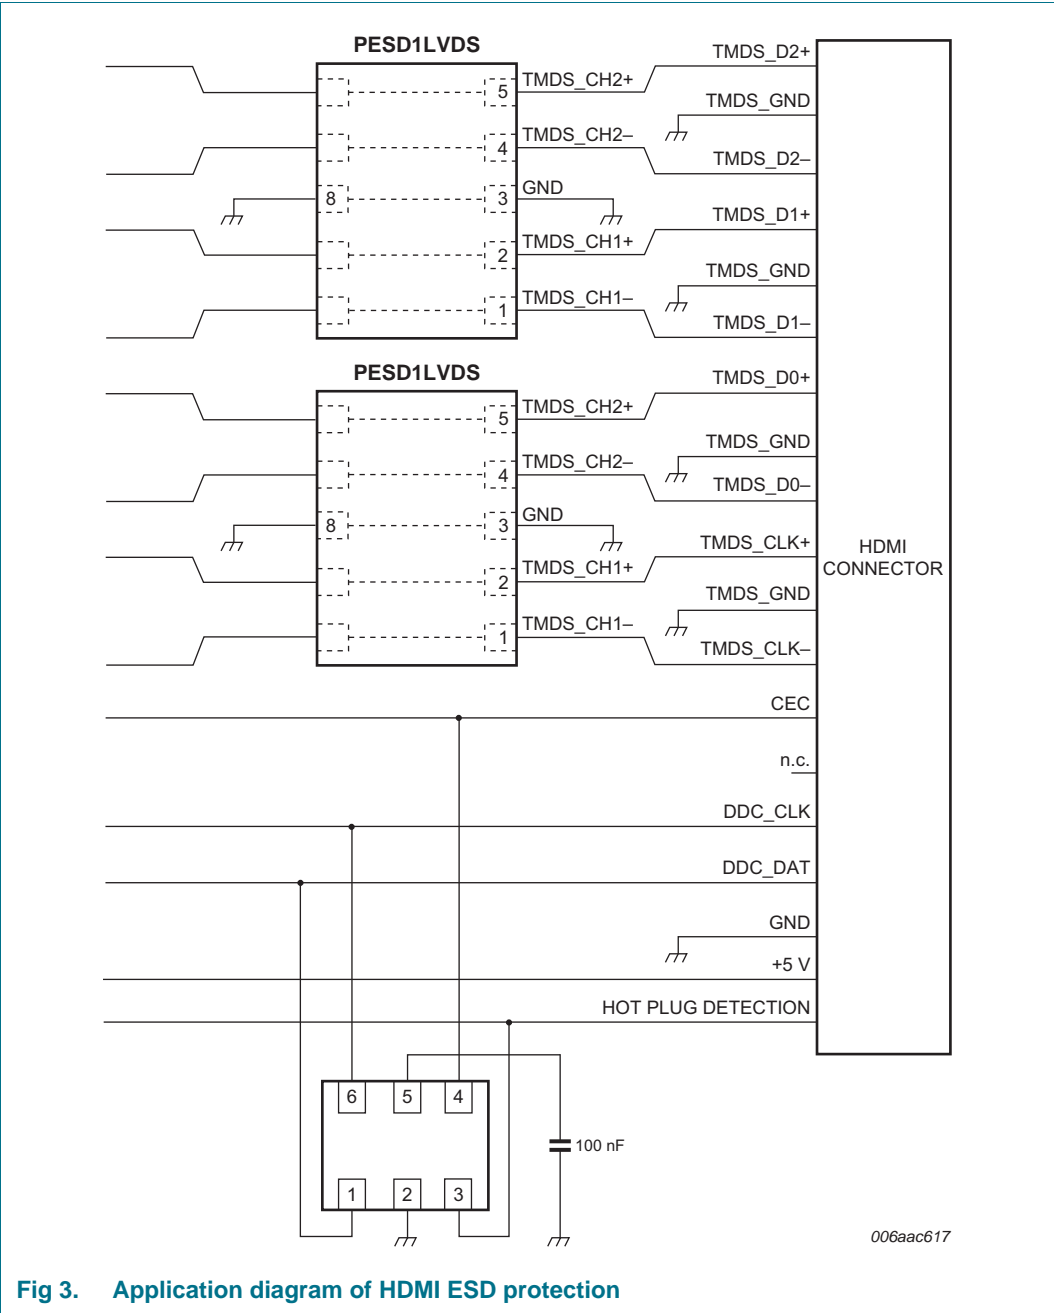 PESD1LVDS
TMDS_D2+
5 TMDS_CH2+
TMDS_GND
4 TMDS_CH2–
TMDS_D2–
8 3 GND
TMDS_D1+
2 TMDS_CH1+
TMDS_GND
1 TMDS_CH1–
TMDS_D1–
PESD1LVDS
TMDS_D0+
5 TMDS_CH2+
TMDS_GND
4 TMDS_CH2–
TMDS_D0–
8 3 GND
TMDS_CLK+
HDMI
CONNECTOR
2 TMDS_CH1+
TMDS_GND
1 TMDS_CH1–
TMDS_CLK–
CEC
n.c.
DDC_CLK
DDC_DAT
GND
+5 V
HOT PLUG DETECTION
6 5 4
100 nF
1 2 3
006aac617
Fig 3. Application diagram of HDMI ESD protection